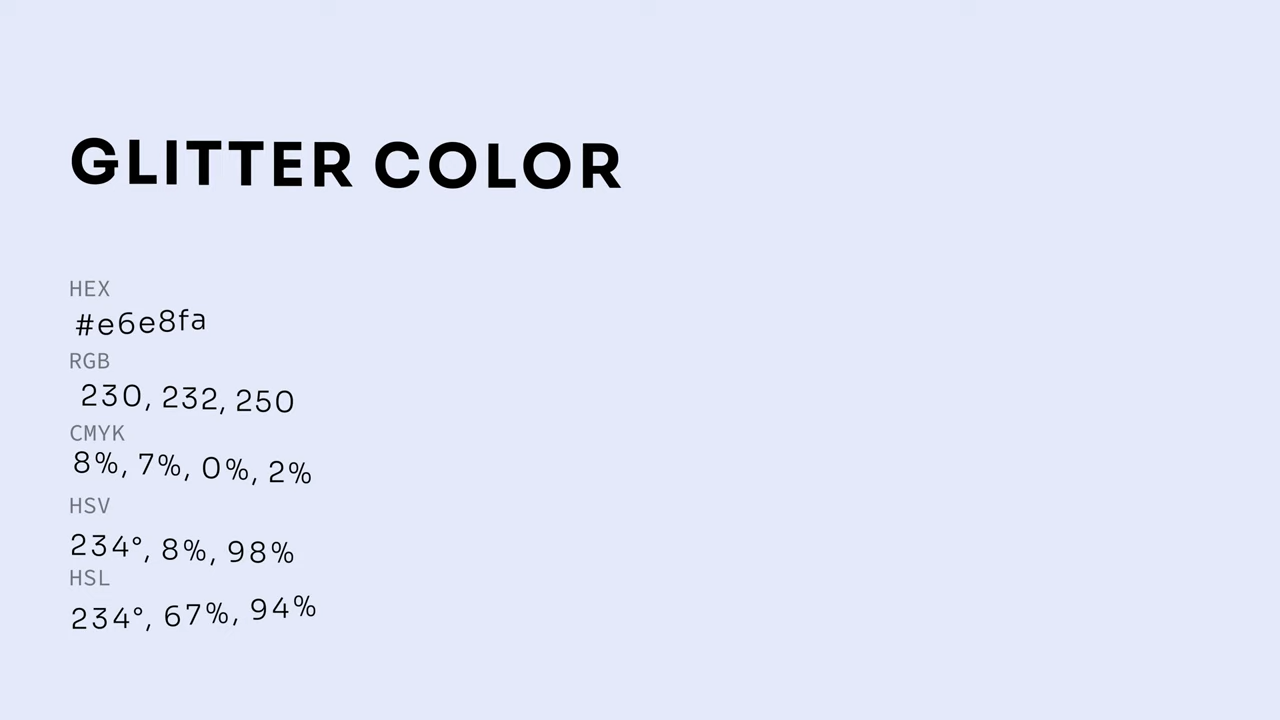 GLITTER COLOR
HEX
#e6e8fa
RGB
230, 232, 250
CMYK
8%, 7%, 0%, 2%
HSV
234°, 8%, 98%
HSL
234°, 67%, 94%